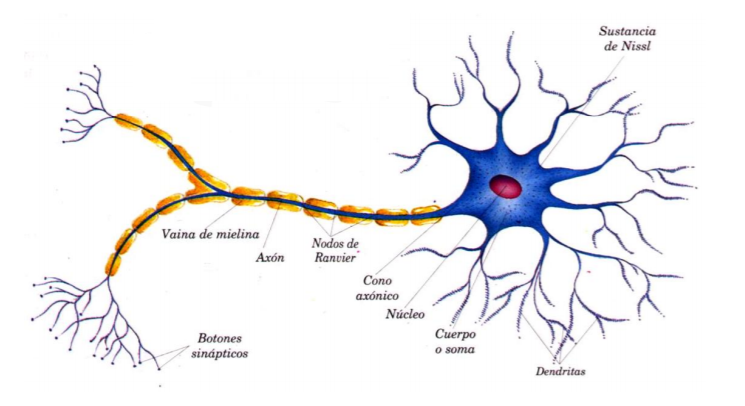 Sustancia
de Nissl
Vaina de mielina
Axón
Nodos de
Ranvier
Cono
axónico
Núcleo
Cuerpo
o soma
Botones
sinápticos
Dendritas